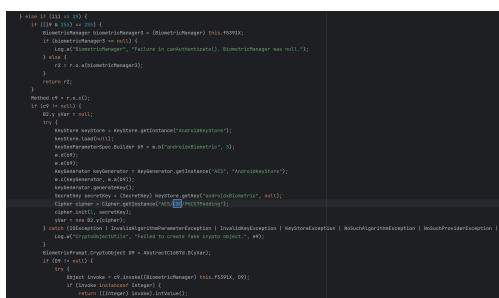 } else if (i11 == 29) {
if ((i9 & 255) == 255) {
BiometricManager biometricManager3 = (BiometricManager) this.f5391X;
if (biometricManager3 == null) {
Log.e("BiometricManager", "Failure in canAuthenticate(). BiometricManager was null.");
} else {
r2 = r.o.a(biometricManager3);
}
return r2;
}
Method c9 = r.o.c();
if (c9 != null) {
B2.y yVar = null;
try {
KeyStore keyStore = KeyStore.getInstance("AndroidKeyStore");
keyStore.load(null);
KeyGenParameterSpec.Builder b9 = w.b("androidxBiometric", 3);
w.d(b9);
w.e(b9);
KeyGenerator keyGenerator = KeyGenerator.getInstance("AES", "AndroidKeyStore");
w.c(keyGenerator, w.a(b9));
keyGenerator.generateKey();
SecretKey secretKey = (SecretKey) keyStore.getKey("androidxBiometric", null);
Cipher cipher = Cipher.getInstance("AES/CBC/PKCS7Padding");
cipher.init(1, secretKey);
yVar = new B2.y(cipher);
} catch (IOException | InvalidAlgorithmParameterException | InvalidKeyException | KeyStoreException | NoSuchAlgorithmException | NoSuchProviderException |
Log.w("CryptoObjectUtils", "Failed to create fake crypto object.", e9);
}
BiometricPrompt.CryptoObject D9 =
if (D9 != null) {
try {
Object invoke = c9.invoke((BiometricManager) this.f5391X, D9);
if (invoke instanceof Integer) {
return ((Integer) invoke).intValue();